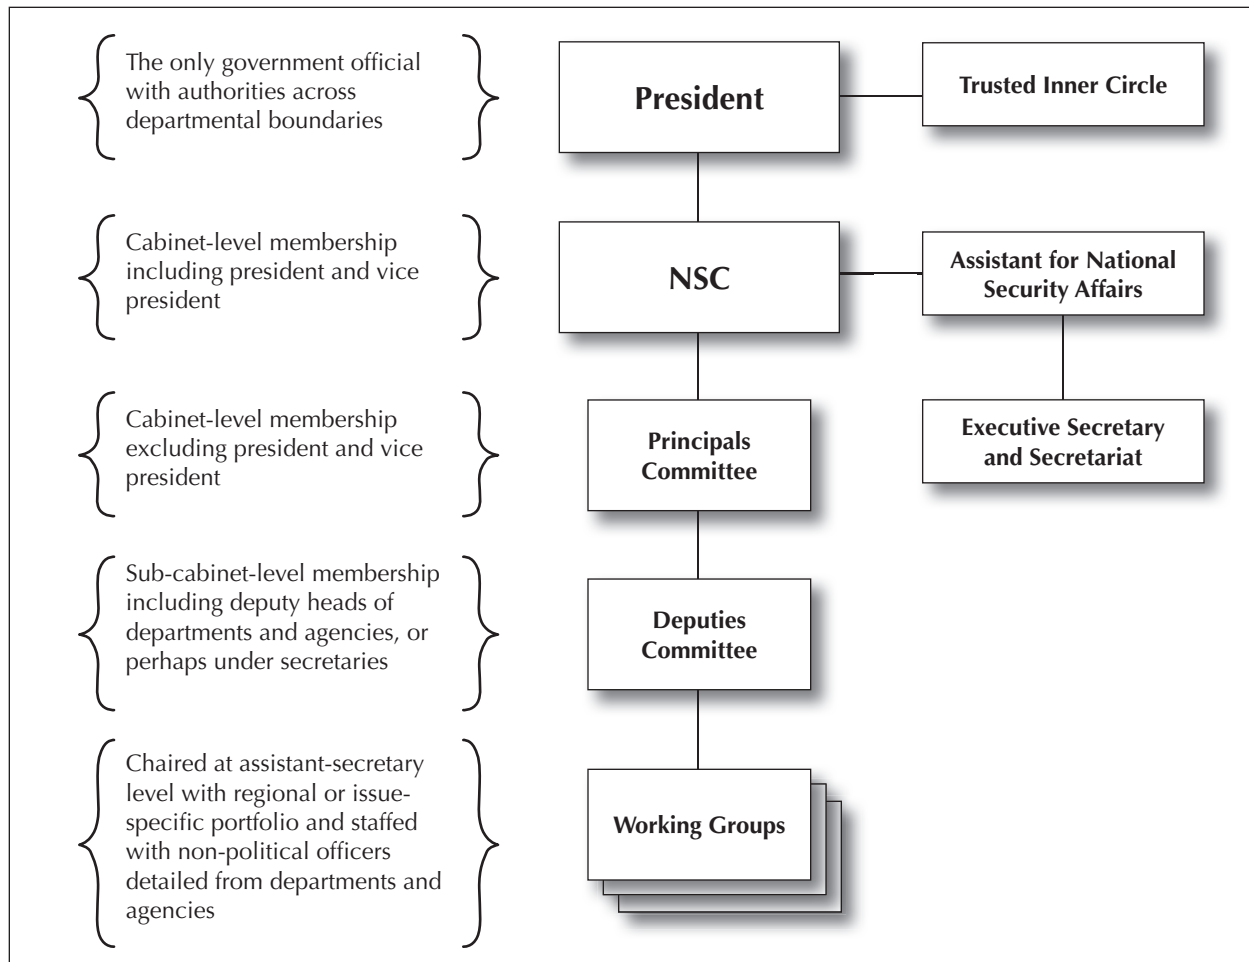 The only government official
with authorities across
departmental boundaries
President
Trusted Inner Circle
Cabinet-level membership
including president and vice
president
NSC
Assistant for National
Security Affairs
Cabinet-level membership
excluding president and vice
president
Principals
Committee
Executive Secretary
and Secretariat
Sub-cabinet-level membership
including deputy heads of
departments and agencies, or
perhaps under secretaries
Deputies
Committee
Chaired at assistant-secretary
level with regional or issue-
specific portfolio and staffed
with non-political officers
detailed from departments and
agencies
Working Groups